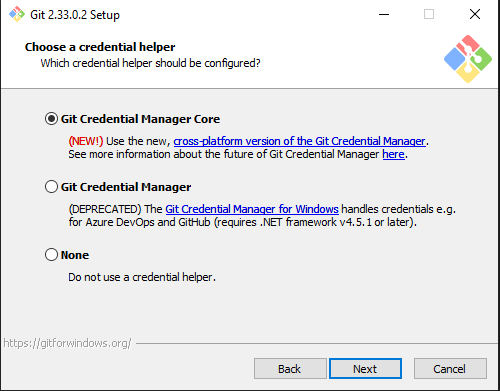 Git 2.33.0.2 Setup
Choose a credential helper
Which credential helper should be configured?
Git Credential Manager Core
(NEW!) Use the new, cross-platform version of the Git Credential Manager.
See more information about the future of Git Credential Manager here.
Git Credential Manager
(DEPRECATED) The Git Credential Manager for Windows handles credentials e.g.
for Azure DevOps and GitHub (requires .NET framework v4.5.1 or later).
None
Do not use a credential helper.
https://gitforwindows.org/
Back Next Cancel